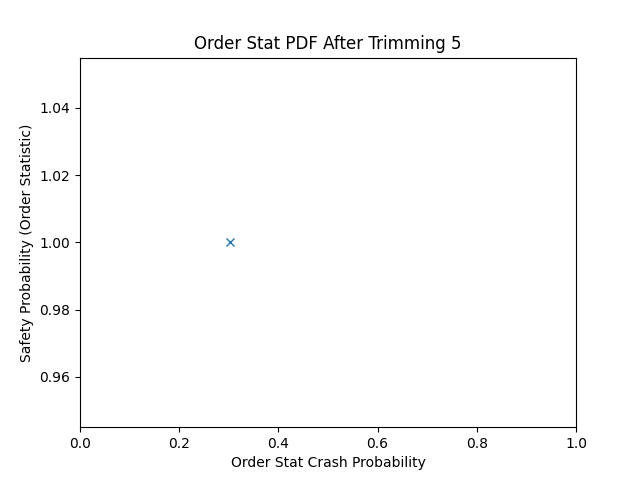 Order Stat PDF After Trimming 5
Safety Probability (Order Statistic)
1.04
1.02
1.00
0.98
0.96
0.0 0.2 0.4 0.6 0.8 1.0
Order Stat Crash Probability